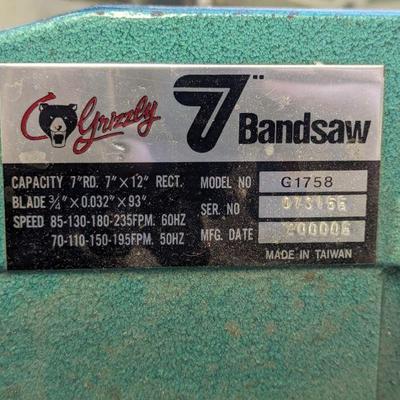 Grizzly 7" Bandsaw
CAPACITY 7"RD. 7"×12" RECT. MODEL NO G1758
BLADE ¾"×0.032"×93" SER. NO
SPEED 85-130-180-235FPM. 60HZ MFG. DATE
70-110-150-195FPM. 50HZ
MADE IN TAIWAN